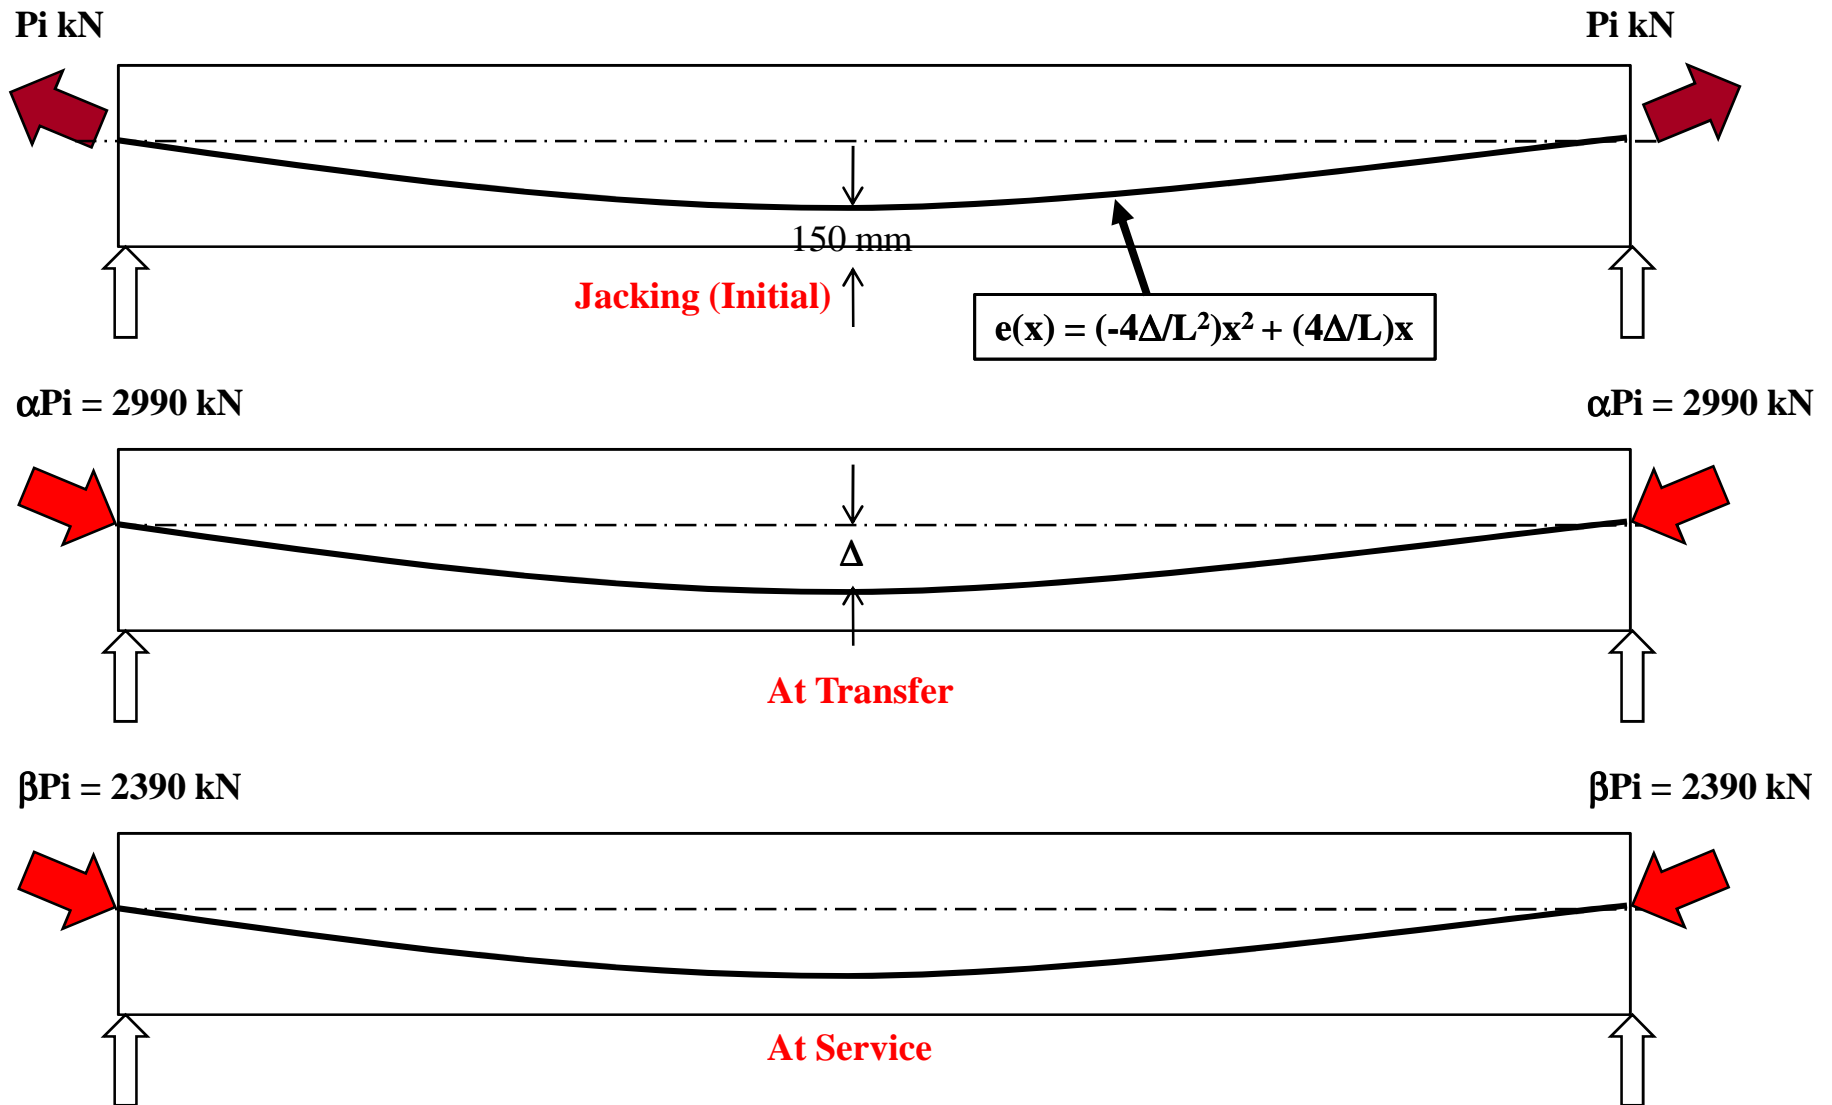 Pi kN
Pi kN
150 mm
Jacking (Initial)
e(x) = (-4Δ/L²)x² + (4Δ/L)x
αPi = 2990 kN
αPi = 2990 kN
Δ
At Transfer
βPi = 2390 kN
βPi = 2390 kN
At Service